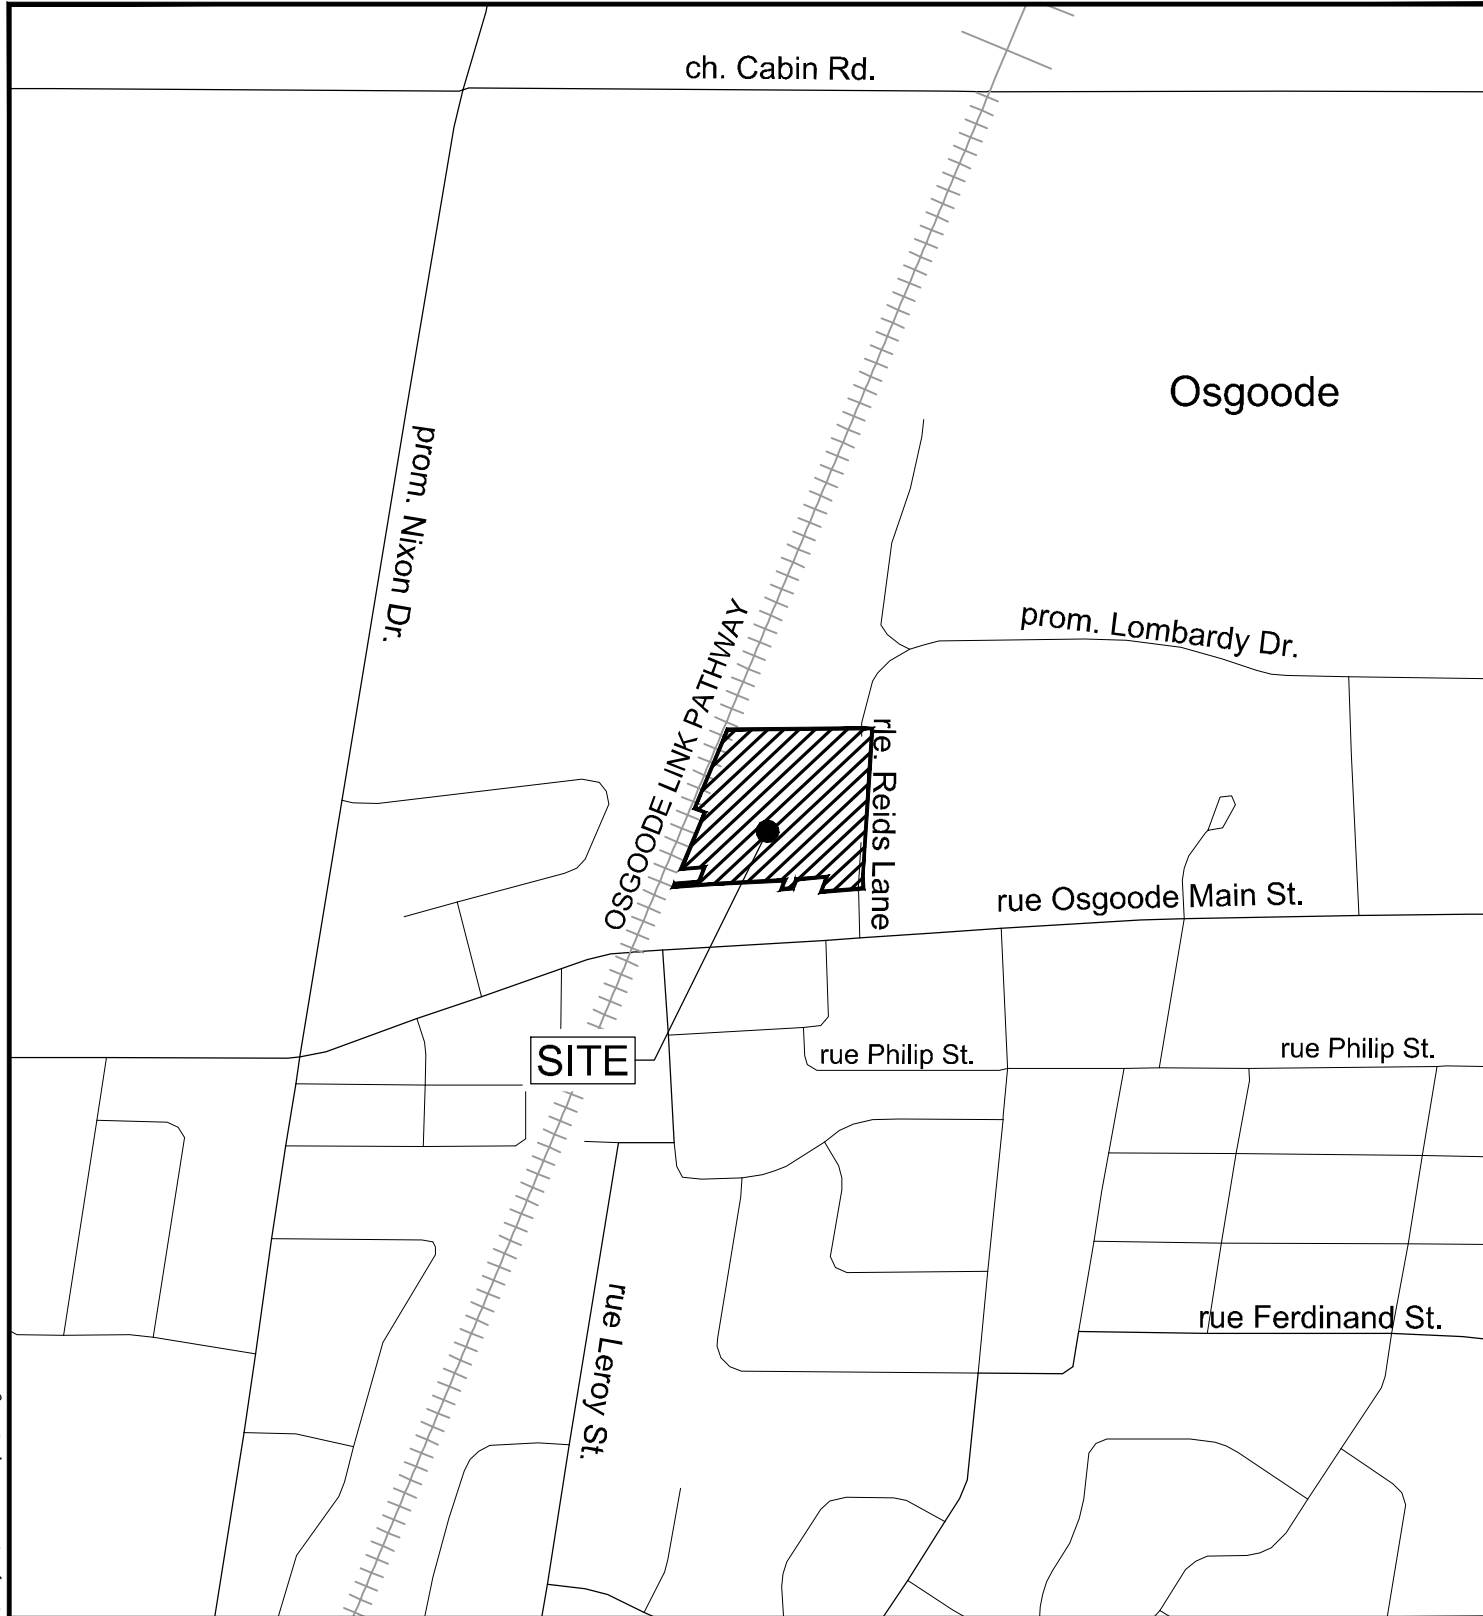 ch. Cabin Rd.
Osgoode
prom. Nixon Dr.
OSGOODE LINK PATHWAY
prom. Lombardy Dr.
rle. Reids Lane
rue Osgoode Main St.
SITE
rue Philip St.
rue Philip St.
rue Ferdinand St.
rue Leroy St.